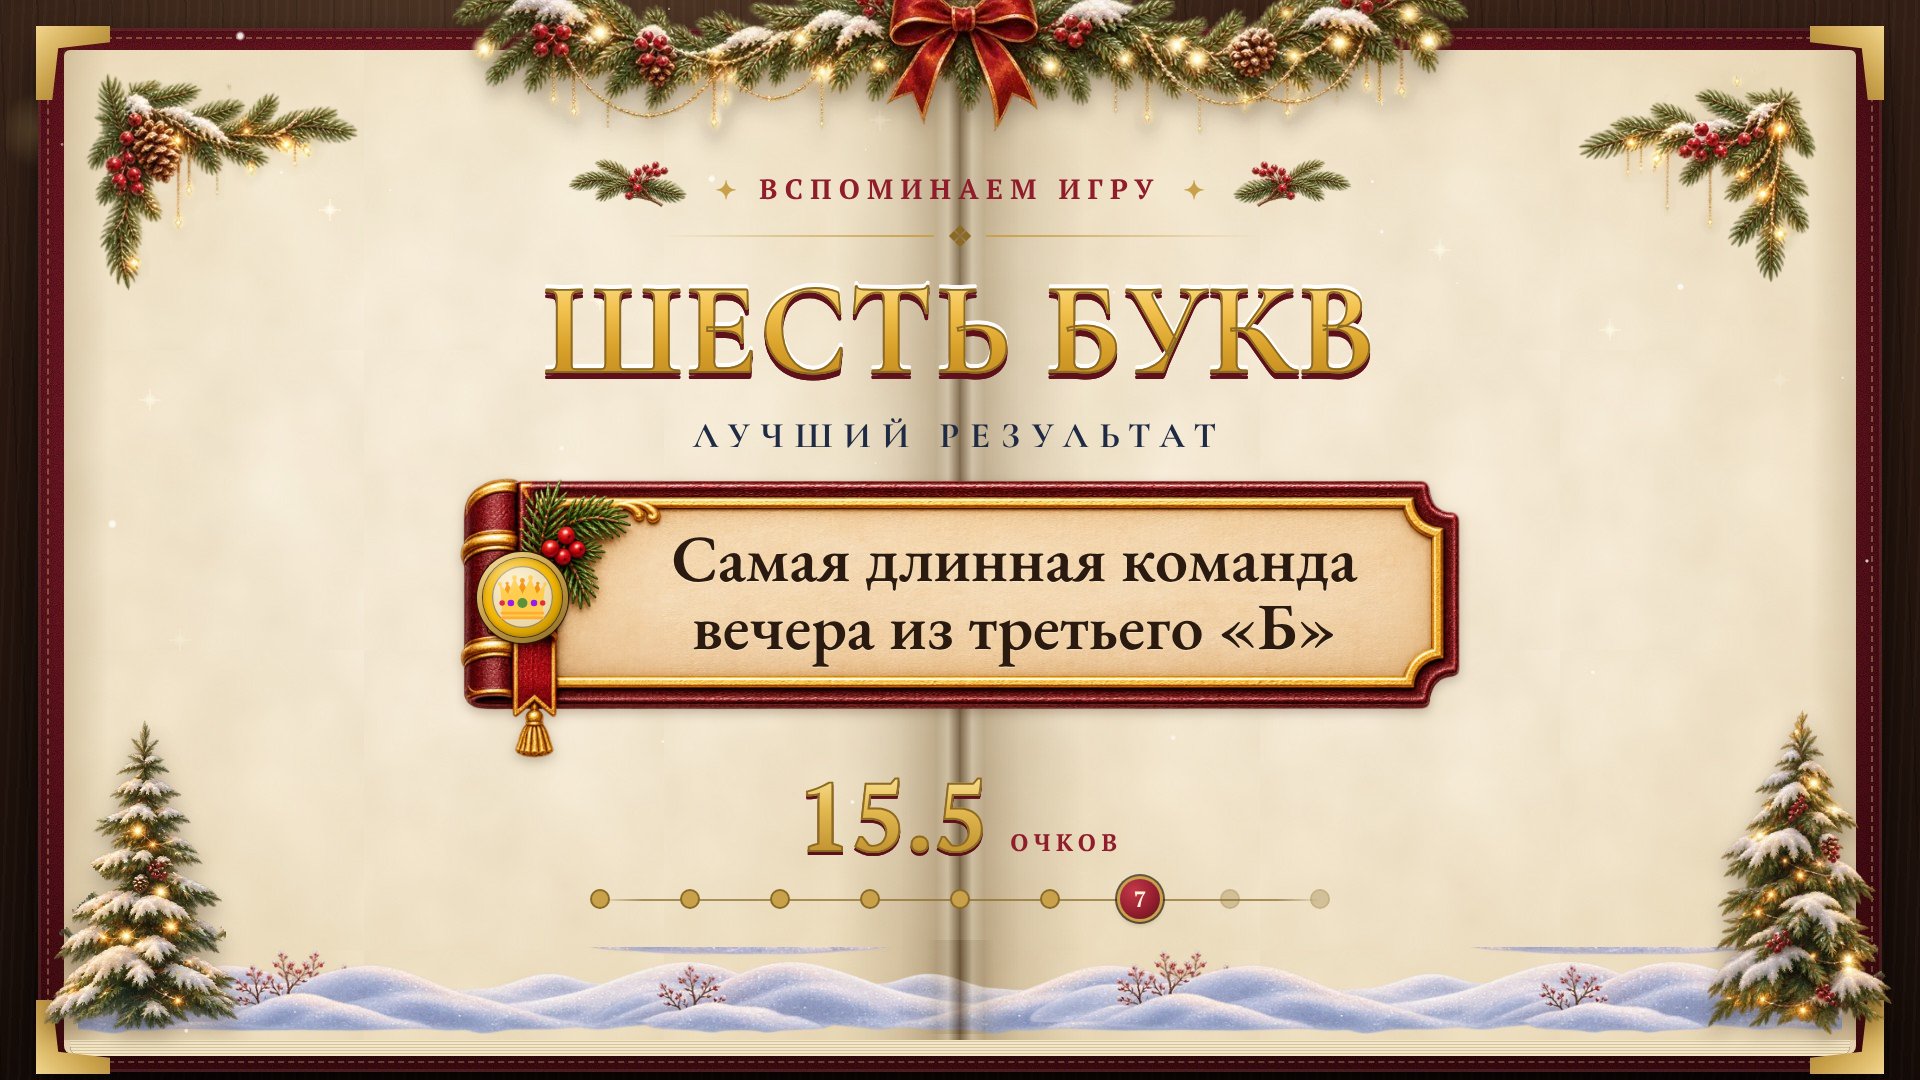 ВСПОМИНАЕМ ИГРУ
ШЕСТЬ БУКВ
ЛУЧШИЙ РЕЗУЛЬТАТ
Самая длинная команда
вечера из третьего «Б»
15.5 ОЧКОВ
7